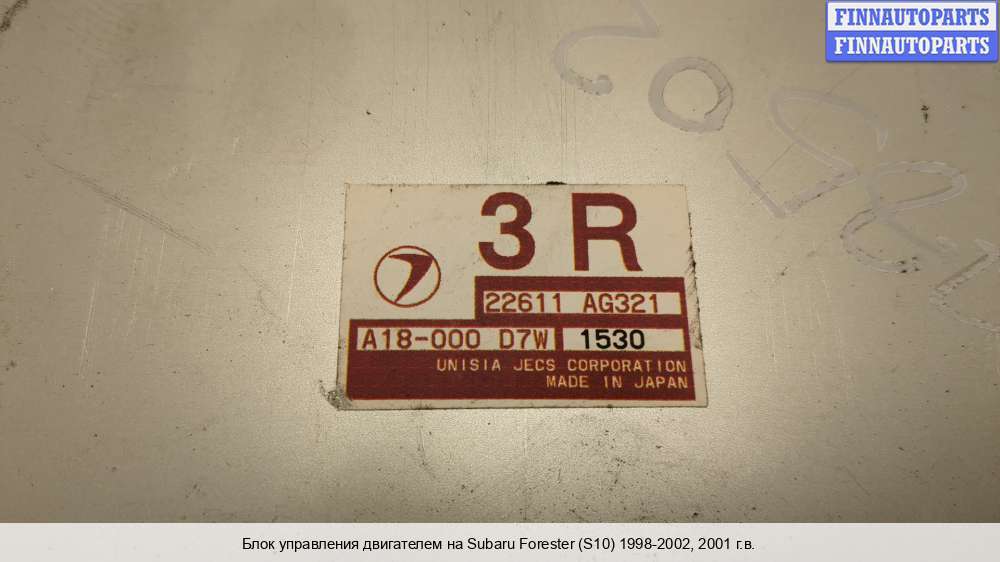 FINNAUTOPARTS
FINNAUTOPARTS
3 R
22611 AG321
A18-000 D7W 1530
UNISIA JECS CORPORATION
MADE IN JAPAN
Блок управления двигателем на Subaru Forester (S10) 1998-2002, 2001 г.в.